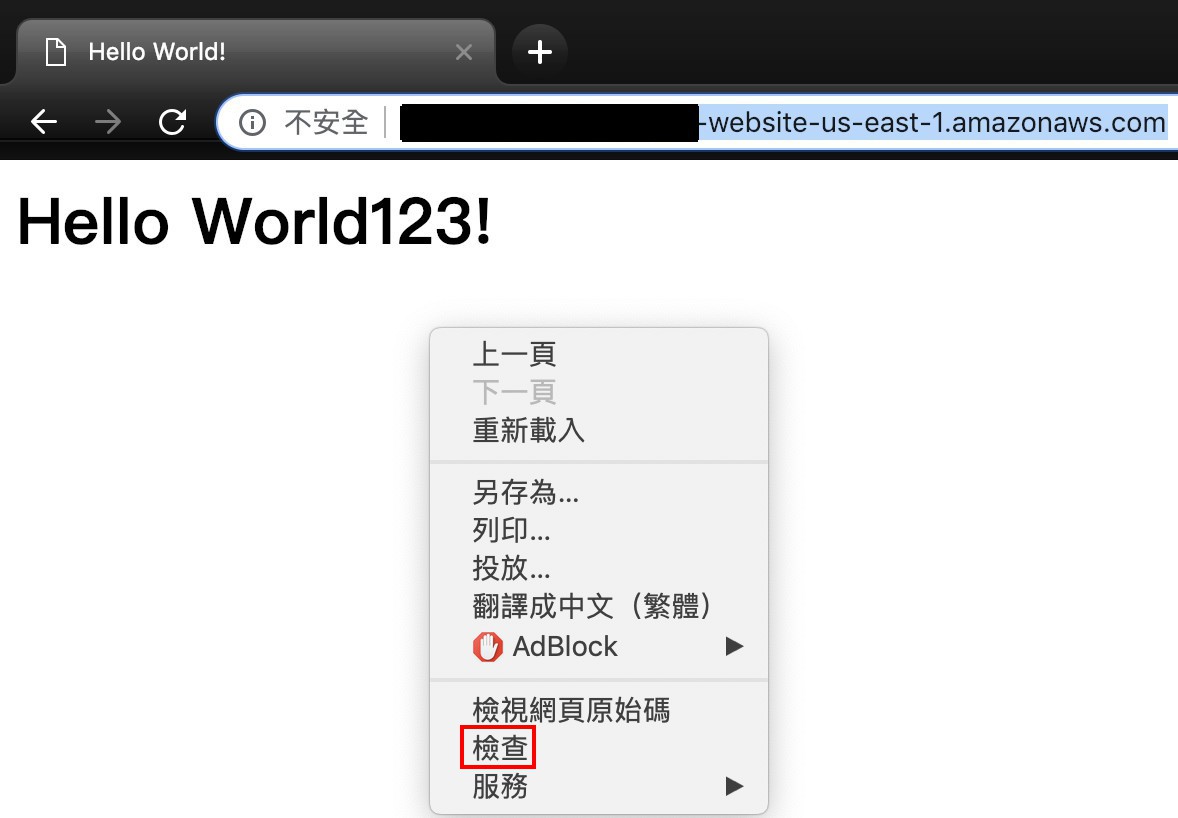 Hello World!
不安全
-website-us-east-1.amazonaws.com
Hello World123!
上一頁
下一頁
重新載入
另存為...
列印...
投放...
翻譯成中文（繁體）
AdBlock
檢視網頁原始碼
檢查
服務